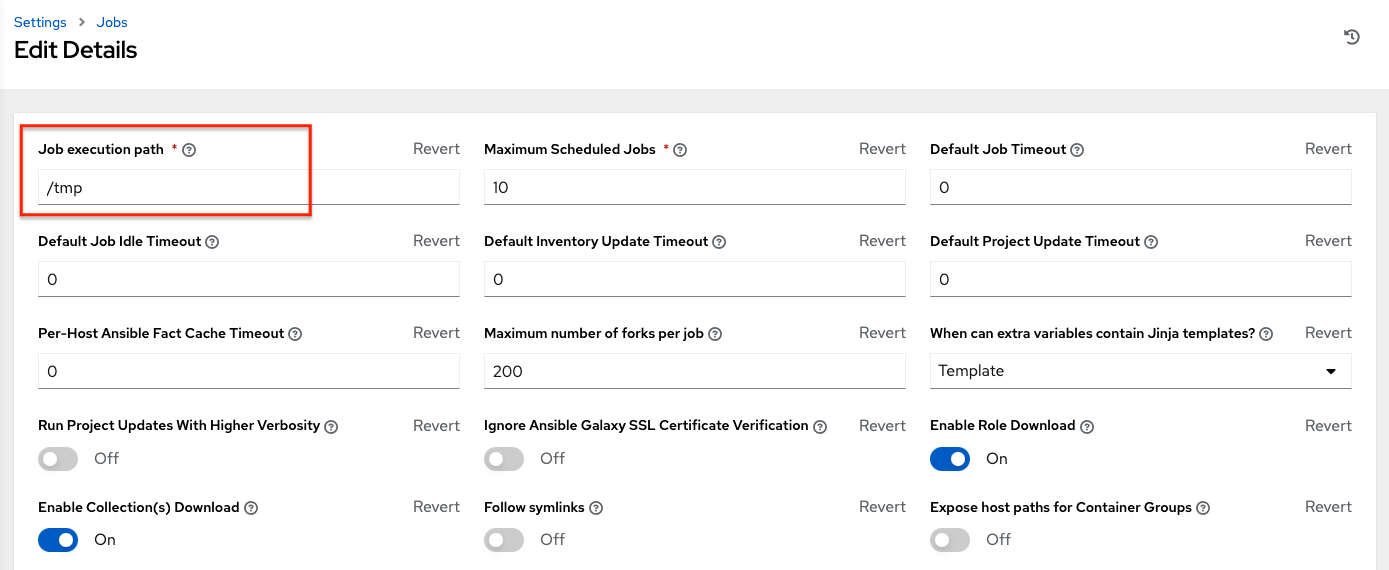 Settings > Jobs
Edit Details
Job execution path * Revert Maximum Scheduled Jobs * Revert Default Job Timeout Revert
/tmp 10 0
Default Job Idle Timeout Revert Default Inventory Update Timeout Revert Default Project Update Timeout Revert
0 0 0
Per-Host Ansible Fact Cache Timeout Revert Maximum number of forks per job Revert When can extra variables contain Jinja templates? Revert
0 200 Template
Run Project Updates With Higher Verbosity Revert Ignore Ansible Galaxy SSL Certificate Verification Revert Enable Role Download Revert
Off Off On
Enable Collection(s) Download Revert Follow symlinks Revert Expose host paths for Container Groups Revert
On Off Off